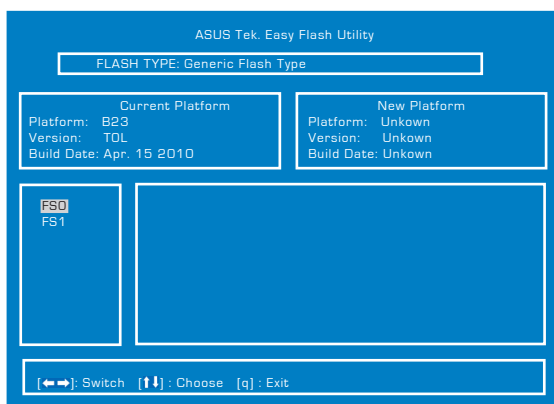 ASUS Tek. Easy Flash Utility
FLASH TYPE: Generic Flash Type
Current Platform
Platform: B23
Version: TOL
Build Date: Apr. 15 2010
New Platform
Platform: Unkown
Version: Unkown
Build Date: Unkown
FS0
FS1
[←→]: Switch [↑↓] : Choose [q] : Exit